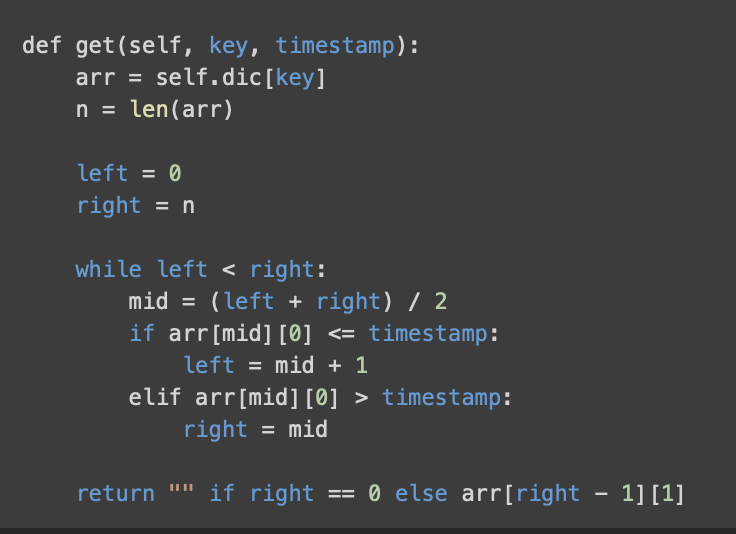 def get(self, key, timestamp):
    arr = self.dic[key]
    n = len(arr)

    left = 0
    right = n

    while left < right:
        mid = (left + right) / 2
        if arr[mid][0] <= timestamp:
            left = mid + 1
        elif arr[mid][0] > timestamp:
            right = mid

    return "" if right == 0 else arr[right - 1][1]